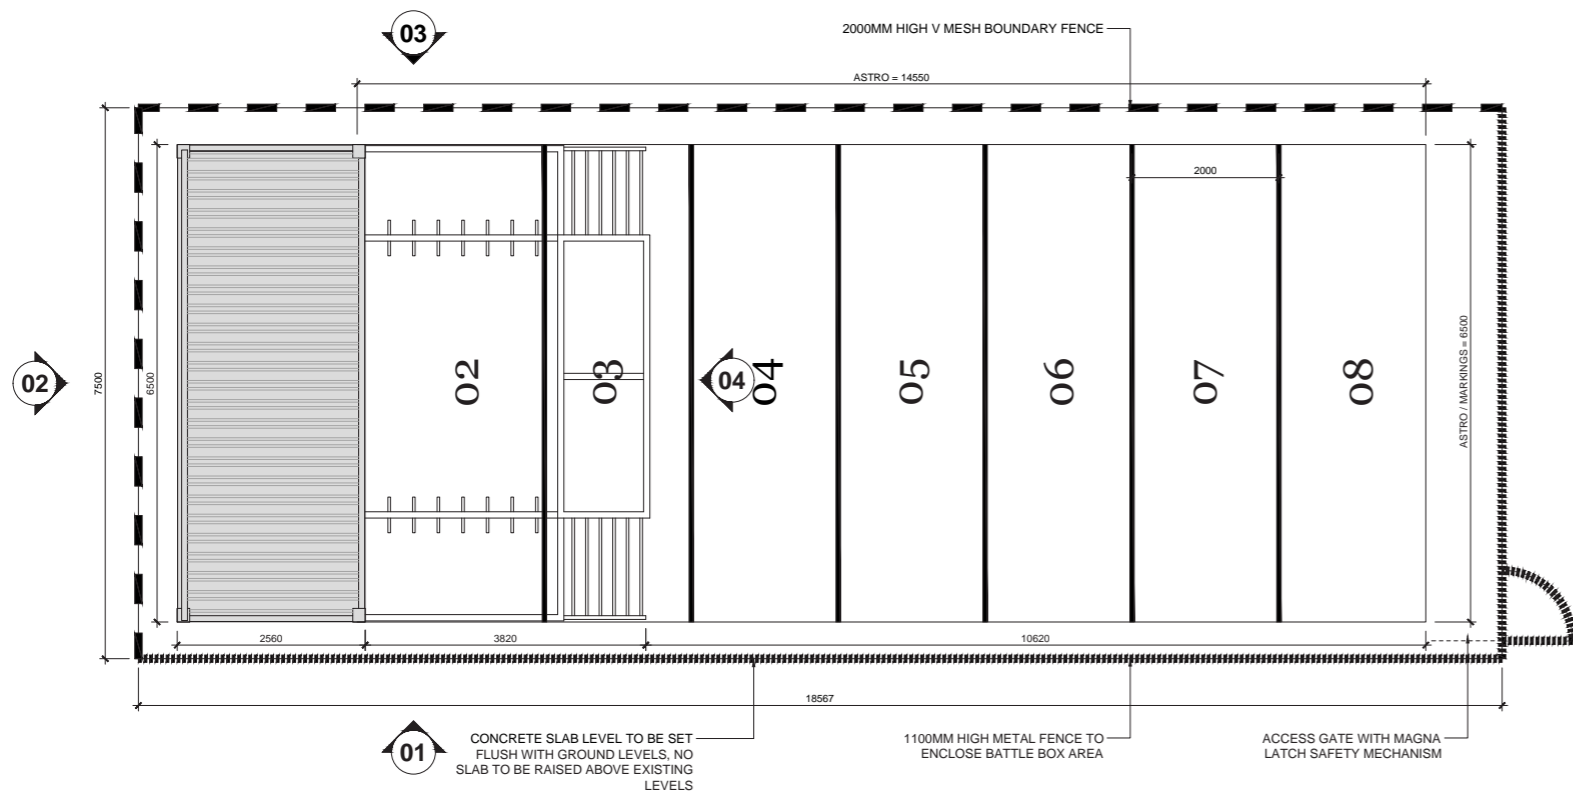 03
2000MM HIGH V MESH BOUNDARY FENCE
ASTRO = 14550
2000
02
7500
6500
02
03
04
04
05
06
07
08
ASTRO / MARKINGS = 6500
2560
3820
10620
18567
01
CONCRETE SLAB LEVEL TO BE SET
FLUSH WITH GROUND LEVELS, NO
SLAB TO BE RAISED ABOVE EXISTING
LEVELS
1100MM HIGH METAL FENCE TO
ENCLOSE BATTLE BOX AREA
ACCESS GATE WITH MAGNA
LATCH SAFETY MECHANISM